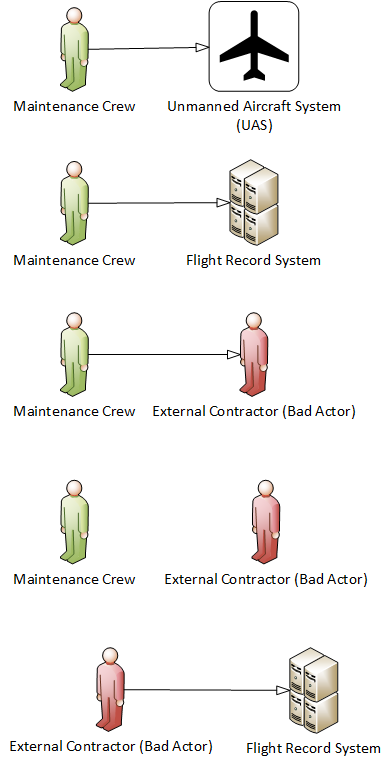 Maintenance Crew
Unmanned Aircraft System
(UAS)
Maintenance Crew
Flight Record System
Maintenance Crew
External Contractor (Bad Actor)
Maintenance Crew
External Contractor (Bad Actor)
External Contractor (Bad Actor)
Flight Record System